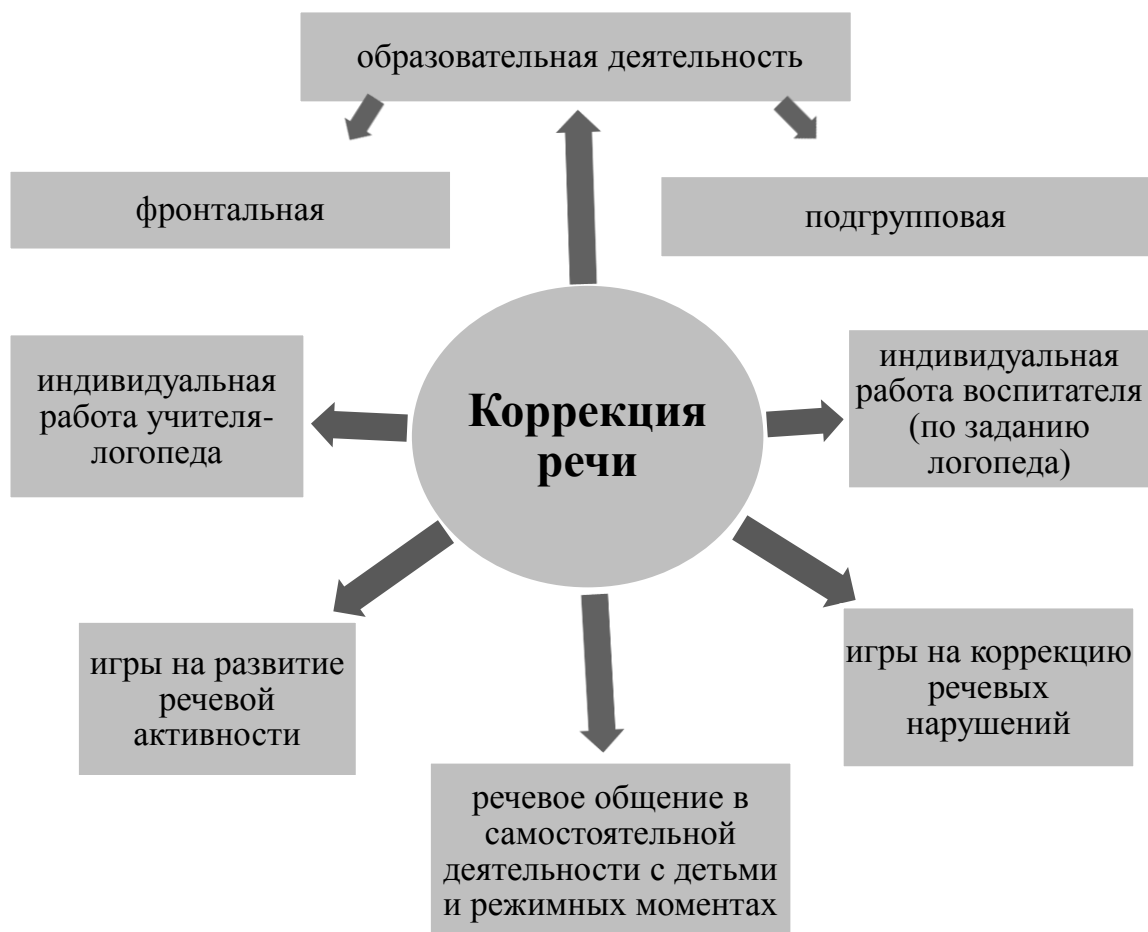 образовательная деятельность
фронтальная
подгрупповая
Коррекция
речи
индивидуальная
работа учителя-
логопеда
индивидуальная
работа воспитателя
(по заданию
логопеда)
игры на развитие
речевой
активности
игры на коррекцию
речевых
нарушений
речевое общение в
самостоятельной
деятельности с детьми
и режимных моментах